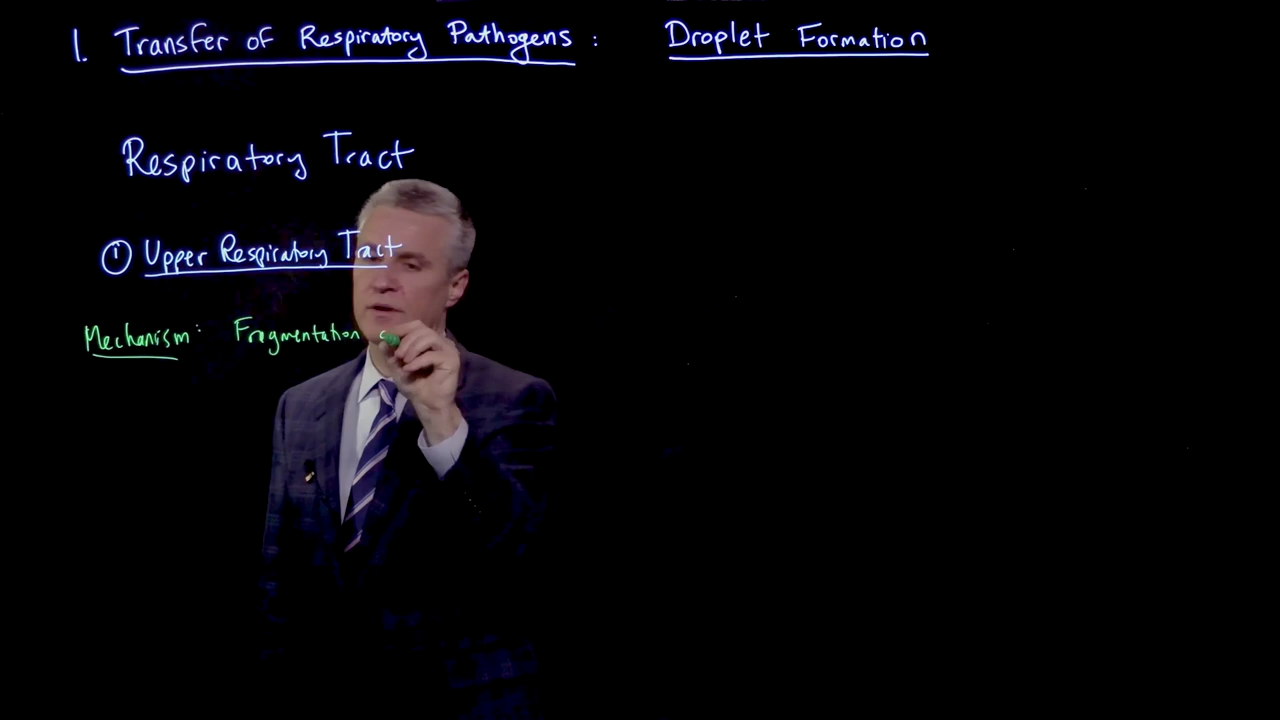 1. Transfer of Respiratory Pathogens : Droplet Formation
Respiratory Tract
① Upper Respiratory Tract
Mechanism: Fragmentation